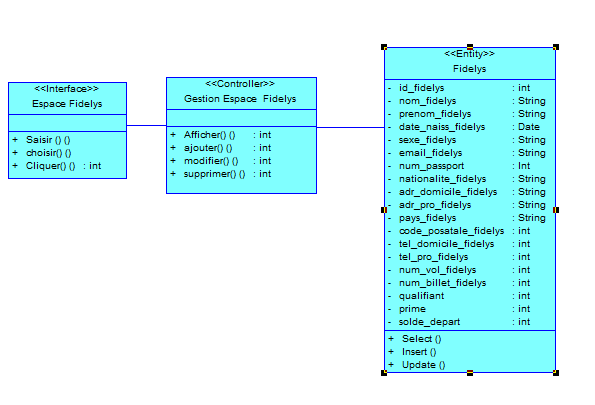 <<Interface>>
Espace Fidelys
+ Saisir () ()
+ choisir() ()
+ Cliquer() () : int
<<Controller>>
Gestion Espace Fidelys
+ Afficher() () : int
+ ajouter() () : int
+ modifier() () : int
+ supprimer() () : int
<<Entity>>
Fidelys
- id_fidelys : int
- nom_fidelys : String
- prenom_fidelys : String
- date_naiss_fidelys : Date
- sexe_fidelys : String
- email_fidelys : String
- num_passport : Int
- nationalite_fidelys : String
- adr_domicile_fidelys : String
- adr_pro_fidelys : String
- pays_fidelys : String
- code_posatale_fidelys : int
- tel_domicile_fidelys : int
- tel_pro_fidelys : int
- num_vol_fidelys : int
- num_billet_fidelys : int
- qualifiant : int
- prime : int
- solde_depart : int
+ Select ()
+ Insert ()
+ Update ()